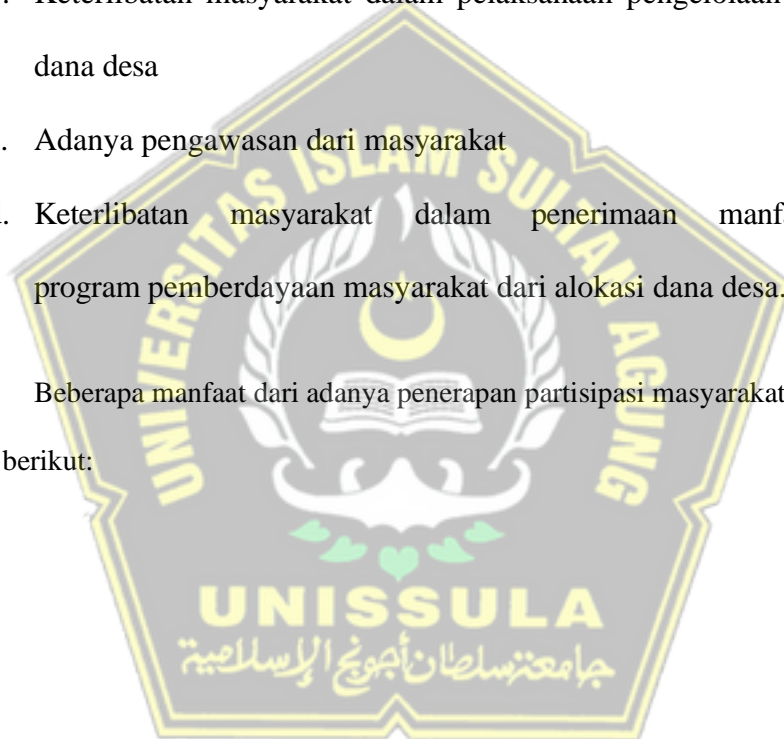 . Keterlibatan masyarakat dalam pelaksanaan pengelolaan
dana desa
. Adanya pengawasan dari masyarakat
. Keterlibatan masyarakat dalam penerimaan
program pemberdayaan masyarakat dari alokasi dana desa.
Beberapa manfaat dari adanya penerapan partisipasi masyarakat
berikut:
UNIVERSITAS ISLAM SULTAN AGUNG
UNISSULA
جامعة سلطان أجونج الإسلامية